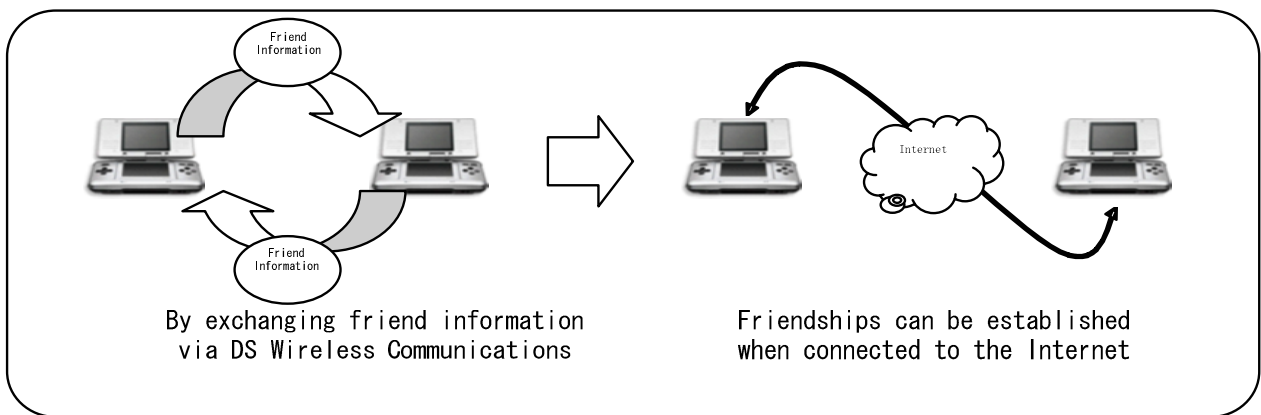 Friend
Information
Internet
Friend
Information
By exchanging friend information
via DS Wireless Communications
Friendships can be established
when connected to the Internet